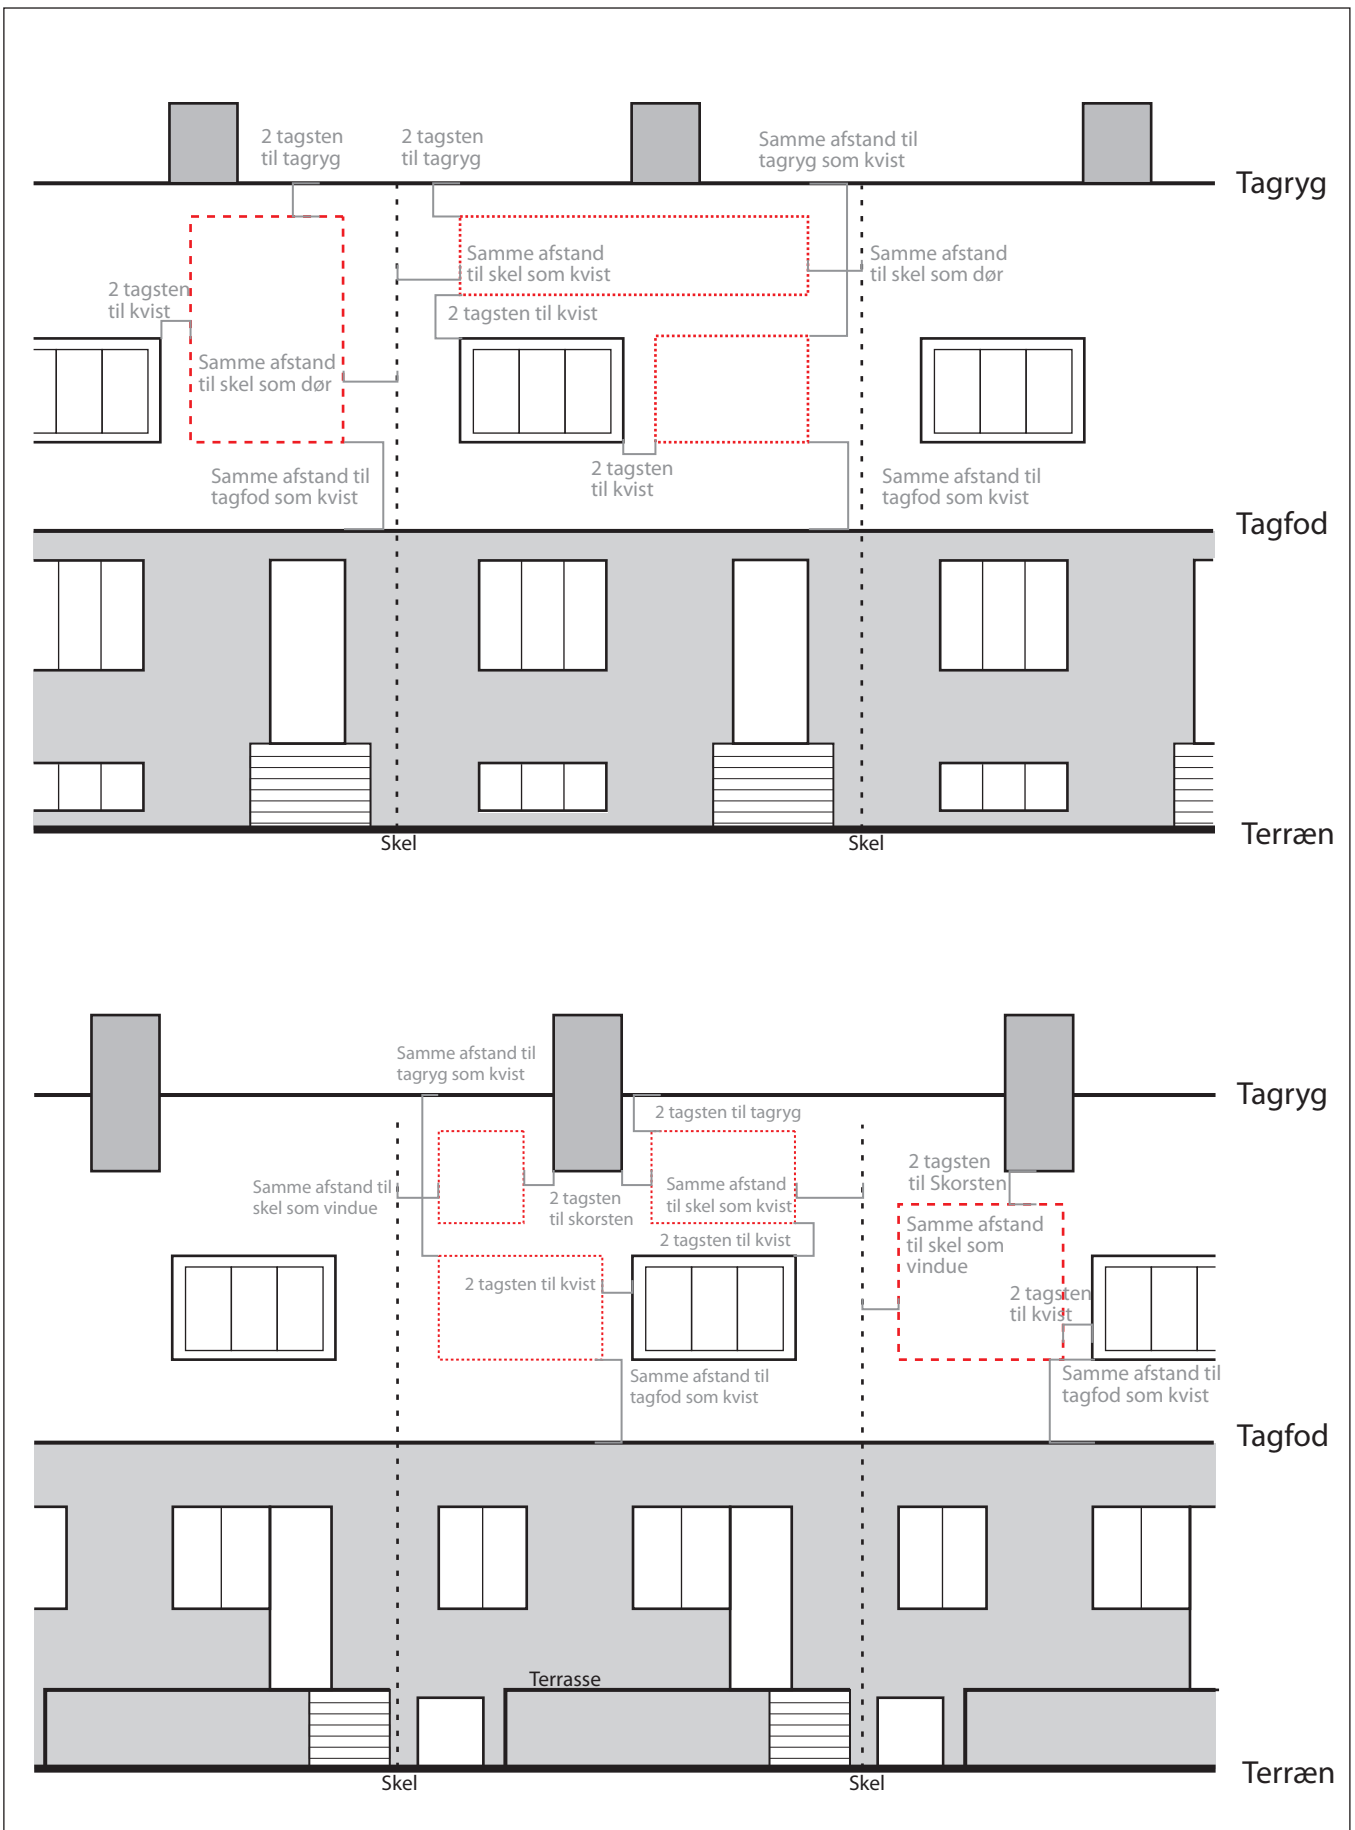 2 tagsten
til tagryg
2 tagsten
til tagryg
Samme afstand til
tagryg som kvist
Tagryg
Samme afstand
til skel som kvist
Samme afstand
til skel som dør
2 tagsten
til kvist
2 tagsten til kvist
Samme afstand
til skel som dør
Samme afstand til
tagfod som kvist
2 tagsten
til kvist
Samme afstand til
tagfod som kvist
Tagfod
Terræn
Skel
Skel
Samme afstand til
tagryg som kvist
Tagryg
2 tagsten til tagryg
2 tagsten
til Skorsten
Samme afstand til
skel som vindue
2 tagsten
til skorsten
Samme afstand
til skel som kvist
Samme afstand
til skel som
vindue
2 tagsten til kvist
2 tagsten til kvist
2 tagsten
til kvist
Samme afstand til
tagfod som kvist
Samme afstand til
tagfod som kvist
Tagfod
Terrasse
Terræn
Skel
Skel